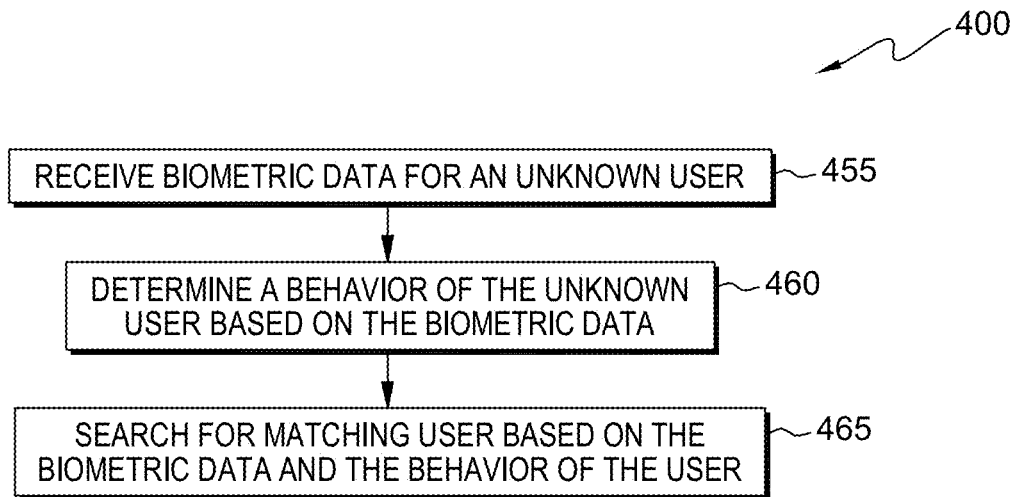 400
RECEIVE BIOMETRIC DATA FOR AN UNKNOWN USER
455
DETERMINE A BEHAVIOR OF THE UNKNOWN
USER BASED ON THE BIOMETRIC DATA
460
SEARCH FOR MATCHING USER BASED ON THE
BIOMETRIC DATA AND THE BEHAVIOR OF THE USER
465